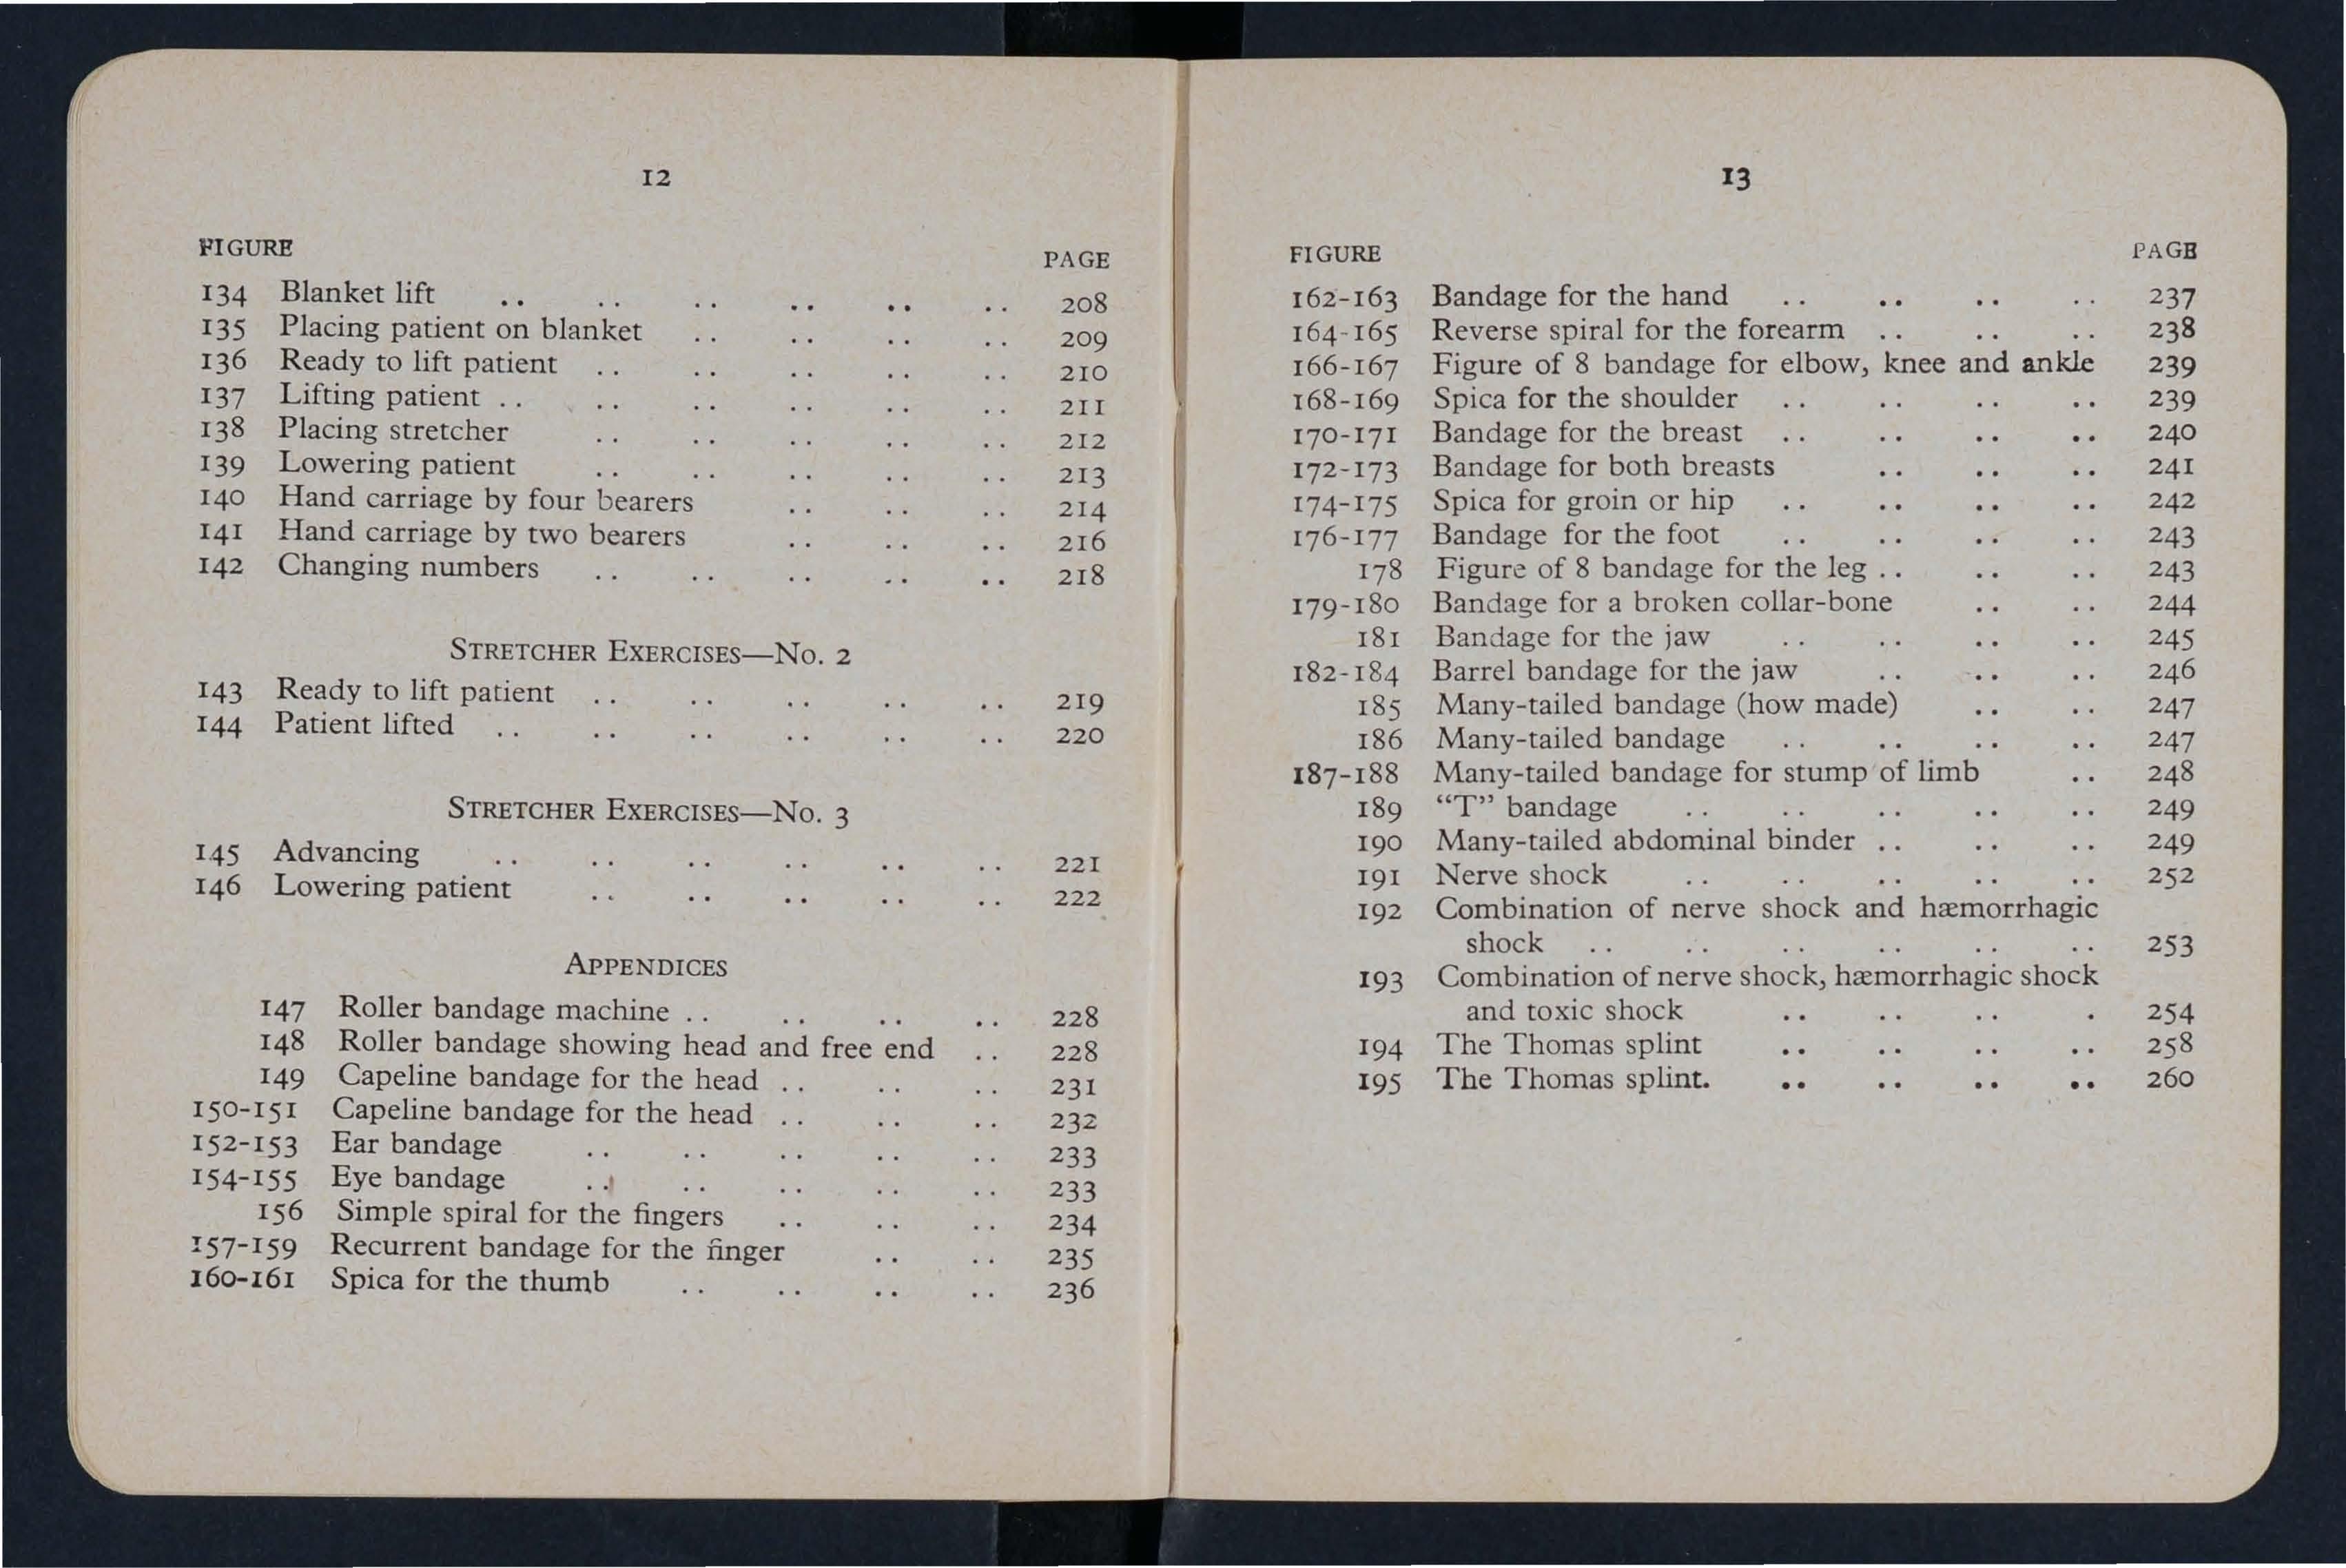 12
FIGURE PAGE
134 Blanket lift .. .. .. .. .. .. 208
135 Placing patient on blanket .. .. .. .. 209
136 Ready to lift patient .. .. .. .. .. 210
137 Lifting patient .. .. .. .. .. .. 211
138 Placing stretcher .. .. .. .. .. 212
139 Lowering patient .. .. .. .. .. 213
140 Hand carriage by four bearers .. .. .. 214
141 Hand carriage by two bearers .. .. .. 216
142 Changing numbers .. .. .. .. .. 218
STRETCHER EXERCISES—No. 2
143 Ready to lift patient .. .. .. .. .. 219
144 Patient lifted .. .. .. .. .. .. 220
STRETCHER EXERCISES—No. 3
145 Advancing .. .. .. .. .. .. 221
146 Lowering patient .. .. .. .. .. 222
APPENDICES
147 Roller bandage machine .. .. .. .. 228
148 Roller bandage showing head and free end .. 228
149 Capeline bandage for the head .. .. .. 231
150-151 Capeline bandage for the head .. .. .. 232
152-153 Ear bandage .. .. .. .. .. 233
154-155 Eye bandage .. .. .. .. .. 233
156 Simple spiral for the fingers .. .. .. 234
157-159 Recurrent bandage for the finger .. .. 235
160-161 Spica for the thumb .. .. .. .. 236
13
FIGURE PAGE
162-163 Bandage for the hand .. .. .. .. 237
164-165 Reverse spiral for the forearm .. .. .. 238
166-167 Figure of 8 bandage for elbow, knee and ankle 239
168-169 Spica for the shoulder .. .. .. .. 239
170-171 Bandage for the breast .. .. .. .. 240
172-173 Bandage for both breasts .. .. .. 241
174-175 Spica for groin or hip .. .. .. .. 242
176-177 Bandage for the foot .. .. .. .. 243
178 Figure of 8 bandage for the leg .. .. .. 243
179-180 Bandage for a broken collar-bone .. .. 244
181 Bandage for the jaw .. .. .. .. 245
182-184 Barrel bandage for the jaw .. .. .. 246
185 Many-tailed bandage (how made) .. .. 247
186 Many-tailed bandage .. .. .. .. 247
187-188 Many-tailed bandage for stump of limb .. 248
189 “T” bandage .. .. .. .. .. 249
190 Many-tailed abdominal binder .. .. .. 249
191 Nerve shock .. .. .. .. .. 252
192 Combination of nerve shock and hæmorrhagic
shock .. .. .. .. .. .. 253
193 Combination of nerve shock, hæmorrhagic shock
and toxic shock .. .. .. . 254
194 The Thomas splint .. .. .. .. 258
195 The Thomas splint. .. .. .. .. 260